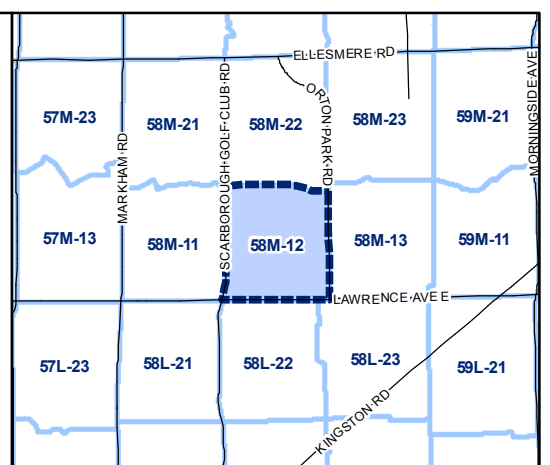 ELLESMERE RD
MARKHAM RD
SCARBOROUGH GOLF CLUB RD
ORTON PARK RD
MORNINGSIDE AVE
57M-23
58M-21
58M-22
58M-23
59M-21
57M-13
58M-11
58M-12
58M-13
59M-11
LAWRENCE AVE E
57L-23
58L-21
58L-22
58L-23
59L-21
KINGSTON RD